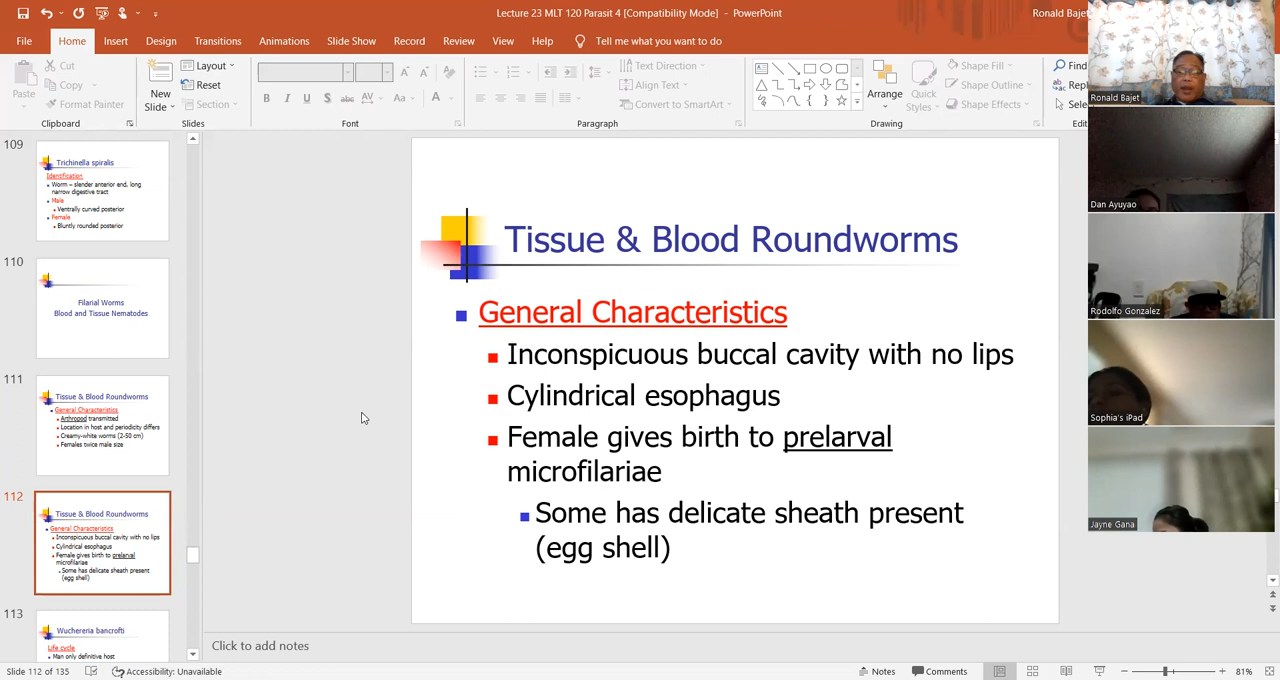 Lecture 23 MLT 120 Parasit 4 [Compatibility Mode] - PowerPoint
Ronald Bajet
File Home Insert Design Transitions Animations Slide Show Record Review View Help Tell me what you want to do
Paste
Cut
Copy
Format Painter
Clipboard
New Slide
Layout
Reset
Section
Slides
Font
Text Direction
Align Text
Convert to SmartArt
Paragraph
Arrange
Quick Styles
Shape Fill
Shape Outline
Shape Effects
Drawing
Find
109
Trichinella spiralis
Identification
Worm – slender anterior end, long
narrow digestive tract
Male
Ventrally curved posterior
Female
Bluntly rounded posterior
110
Filarial Worms
Blood and Tissue Nematodes
111
Tissue & Blood Roundworms
General Characteristics
Arthropod transmitted
Location in host and periodicity differs
Creamy-white worms (2-50 cm)
Females twice male size
112
Tissue & Blood Roundworms
General Characteristics
Inconspicuous buccal cavity with no lips
Cylindrical esophagus
Female gives birth to prelarval
microfilariae
Some has delicate sheath present
(egg shell)
113
Wuchereria bancrofti
Life cycle
Man only definitive host
Tissue & Blood Roundworms
General Characteristics
Inconspicuous buccal cavity with no lips
Cylindrical esophagus
Female gives birth to prelarval
microfilariae
Some has delicate sheath present
(egg shell)
Click to add notes
Ronald Bajet
Dan Ayuyao
Rodolfo Gonzalez
Sophia's iPad
Jayne Gana
Slide 112 of 135 Accessibility: Unavailable Notes Comments 81%